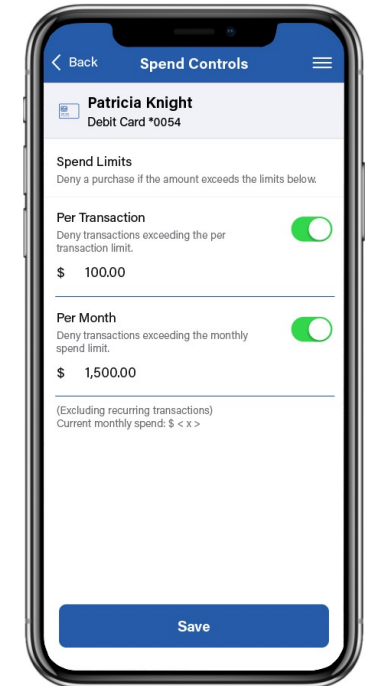 Back
Spend Controls
Patricia Knight
Debit Card *0054
Spend Limits
Deny a purchase if the amount exceeds the limits below.
Per Transaction
Deny transactions exceeding the per
transaction limit.
$ 100.00
Per Month
Deny transactions exceeding the monthly
spend limit.
$ 1,500.00
(Excluding recurring transactions)
Current monthly spend: $ < x >
Save